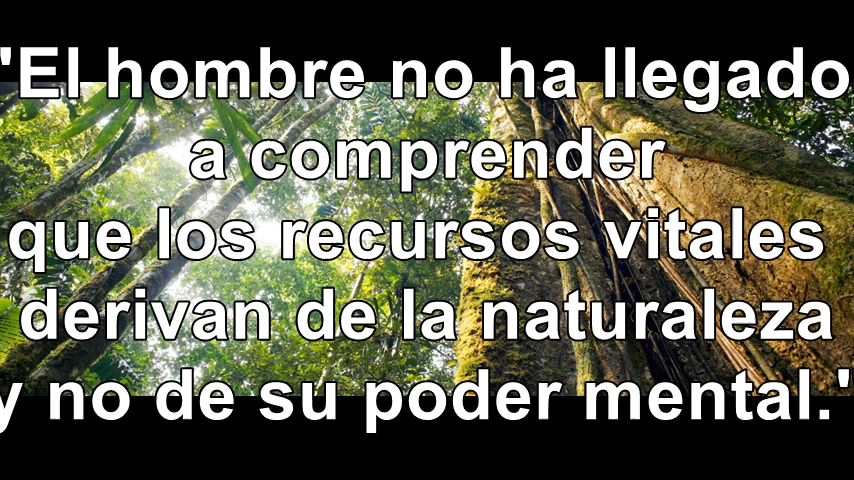 "El hombre no ha llegado
a comprender
que los recursos vitales
derivan de la naturaleza
y no de su poder mental."